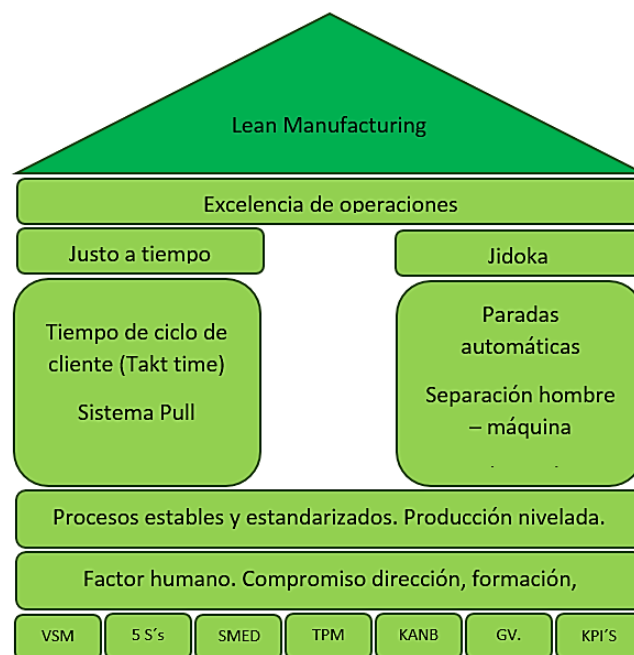 Lean Manufacturing
Excelencia de operaciones
Justo a tiempo
Jidoka
Tiempo de ciclo de
cliente (Takt time)
Sistema Pull
Paradas
automáticas
Separación hombre
– máquina
Procesos estables y estandarizados. Producción nivelada.
Factor humano. Compromiso dirección, formación,
VSM
5 S´s
SMED
TPM
KANB
GV.
KPI´S